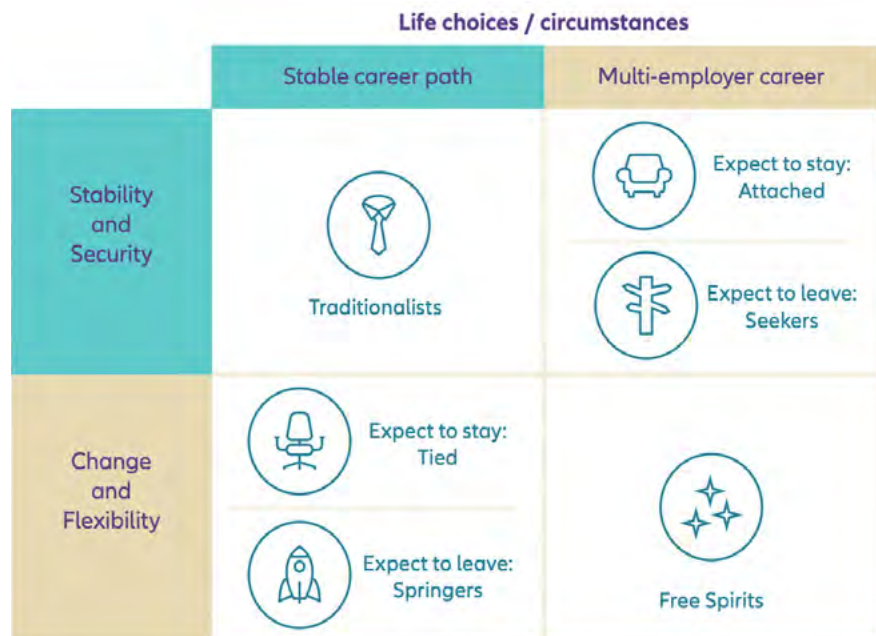 Life choices / circumstances
Stable career path
Multi-employer career
Stability
and
Security
Traditionalists
Expect to stay:
Attached
Expect to leave:
Seekers
Change
and
Flexibility
Expect to stay:
Tied
Expect to leave:
Springers
Free Spirits